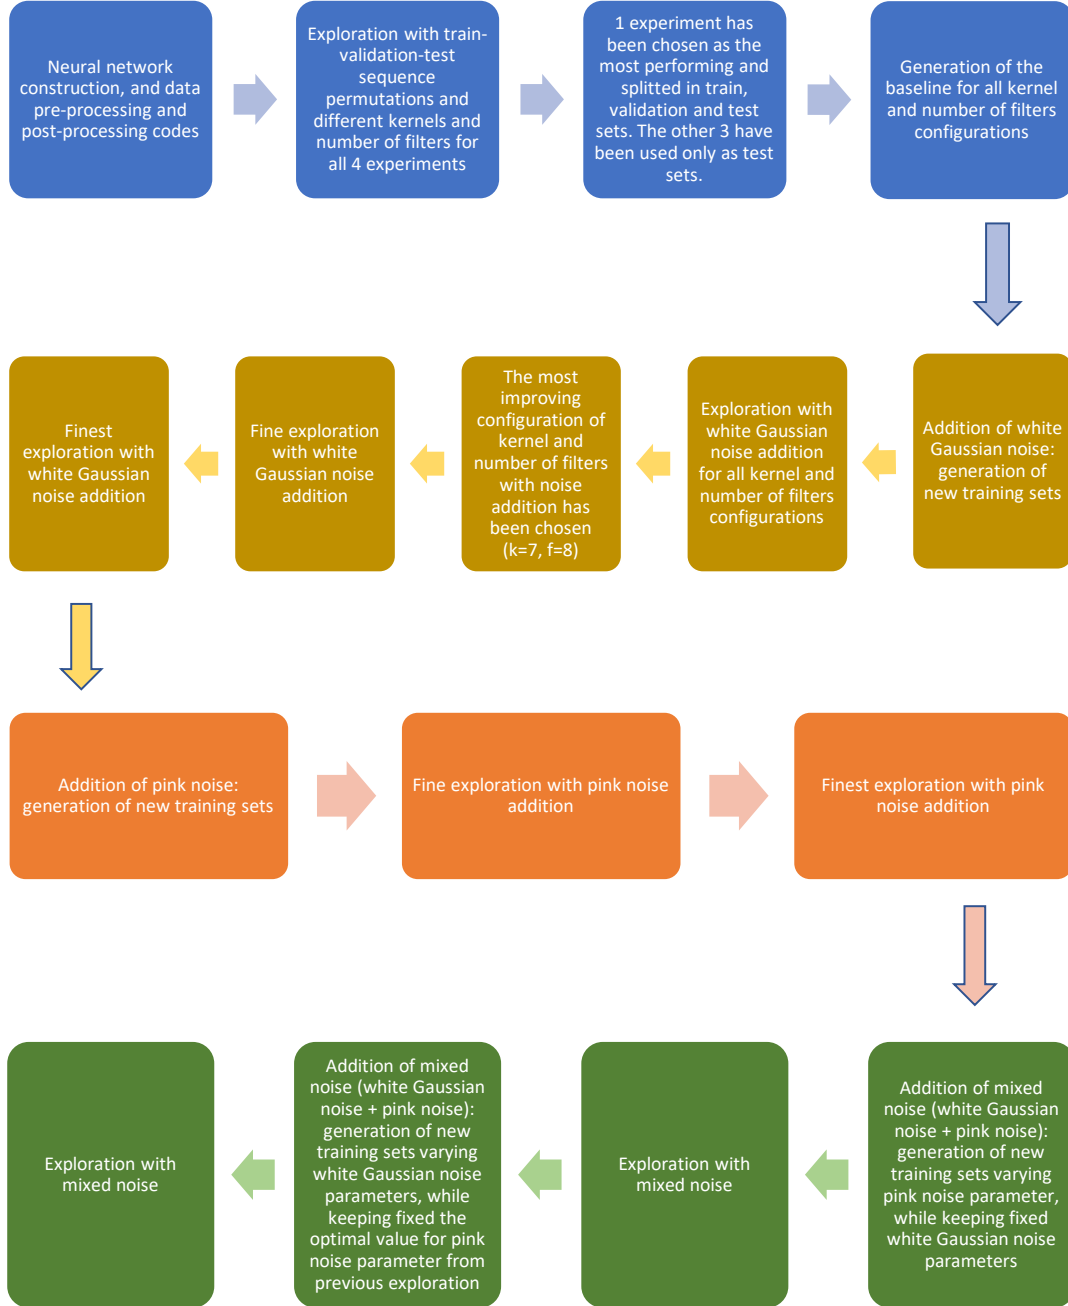 Neural network
construction, and data
pre-processing and
post-processing codes
Exploration with train-
validation-test
sequence
permutations and
different kernels and
number of filters for
all 4 experiments
1 experiment has
been chosen as the
most performing and
splitted in train,
validation and test
sets. The other 3 have
been used only as test
sets.
Generation of the
baseline for all kernel
and number of filters
configurations
Addition of white
Gaussian noise:
generation of
new training sets
Exploration with
white Gaussian
noise addition
for all kernel and
number of filters
configurations
The most
improving
configuration of
kernel and
number of filters
with noise
addition has
been chosen
(k=7, f=8)
Fine exploration
with white
Gaussian noise
addition
Finest
exploration with
white Gaussian
noise addition
Addition of pink noise:
generation of new training sets
Fine exploration with pink noise
addition
Finest exploration with pink
noise addition
Addition of mixed
noise (white Gaussian
noise + pink noise):
generation of new
training sets varying
pink noise parameter,
while keeping fixed
white Gaussian noise
parameters
Exploration with
mixed noise
Addition of mixed
noise (white Gaussian
noise + pink noise):
generation of new
training sets varying
white Gaussian noise
parameters, while
keeping fixed the
optimal value for pink
noise parameter from
previous exploration
Exploration with
mixed noise